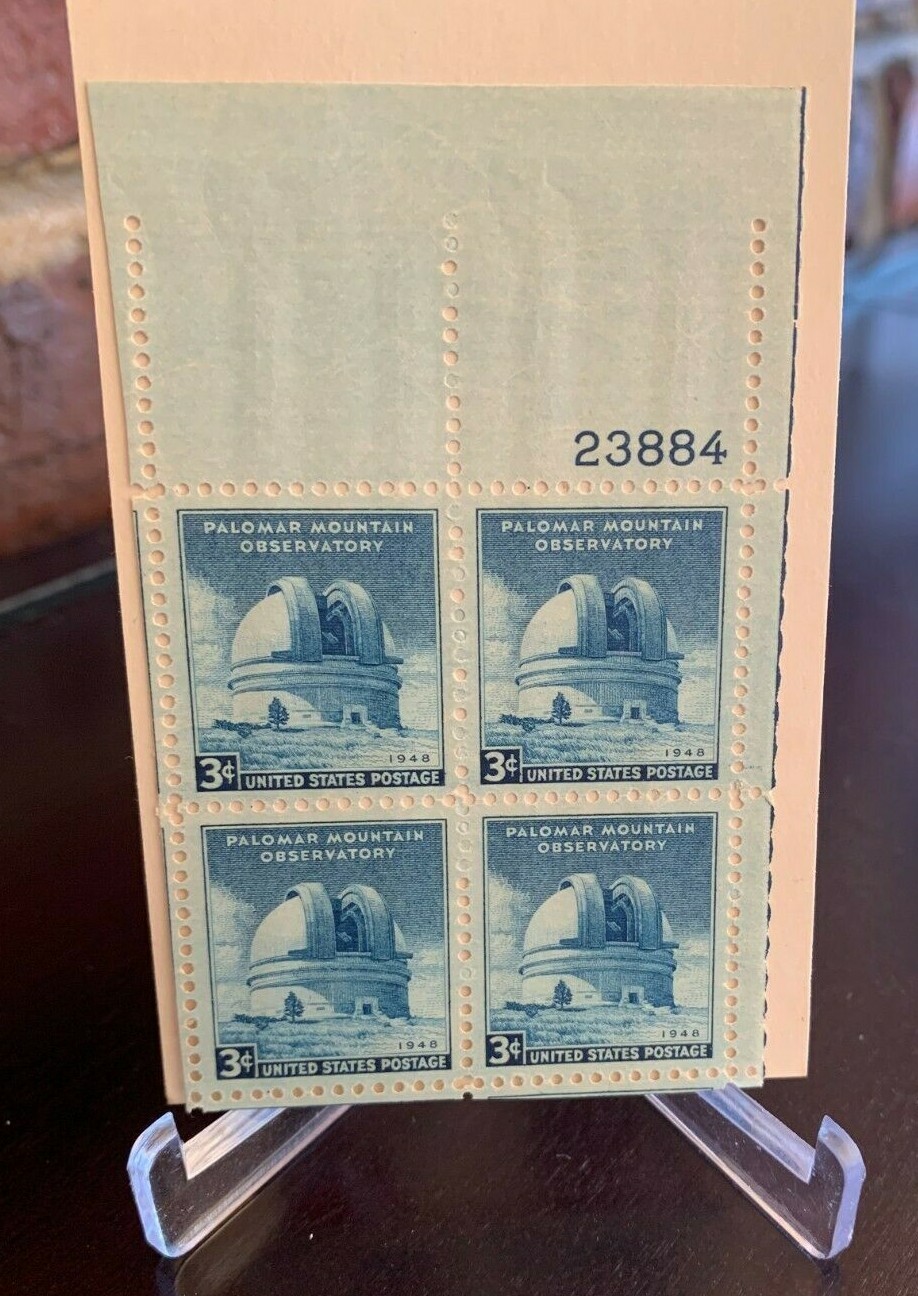 23884
PALOMAR MOUNTAIN
OBSERVATORY
1948
3¢ UNITED STATES POSTAGE
PALOMAR MOUNTAIN
OBSERVATORY
1948
3¢ UNITED STATES POSTAGE
PALOMAR MOUNTAIN
OBSERVATORY
1948
3¢ UNITED STATES POSTAGE
PALOMAR MOUNTAIN
OBSERVATORY
1948
3¢ UNITED STATES POSTAGE